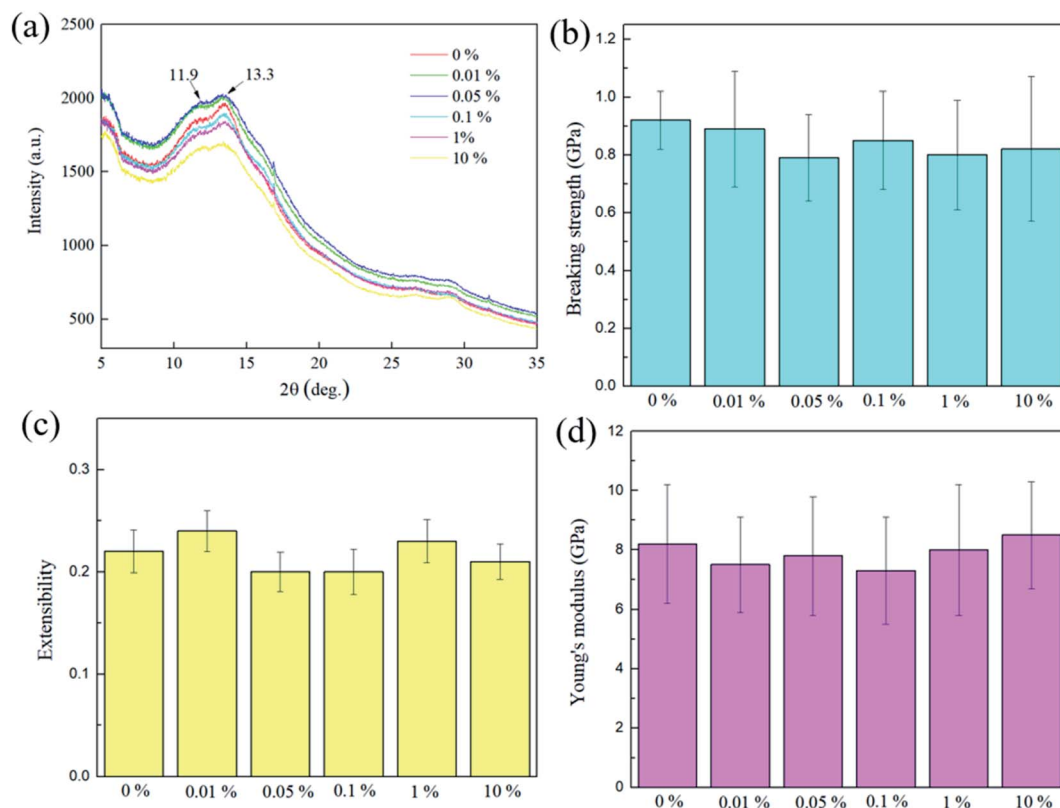 (a)
2500
2000
1500
1000
500
Intensity (a.u.)
11.9
13.3
0 %
0.01 %
0.05 %
0.1 %
1%
10 %
5 10 15 20 25 30 35
2θ (deg.)
(b)
1.2
1.0
0.8
0.6
0.4
0.2
0.0
Breaking strength (GPa)
0 % 0.01 % 0.05 % 0.1 % 1 % 10 %
(c)
0.3
0.2
0.1
0.0
Extensibility
0 % 0.01 % 0.05 % 0.1 % 1 % 10 %
(d)
12
10
8
6
4
2
0
Young's modulus (GPa)
0 % 0.01 % 0.05 % 0.1 % 1 % 10 %